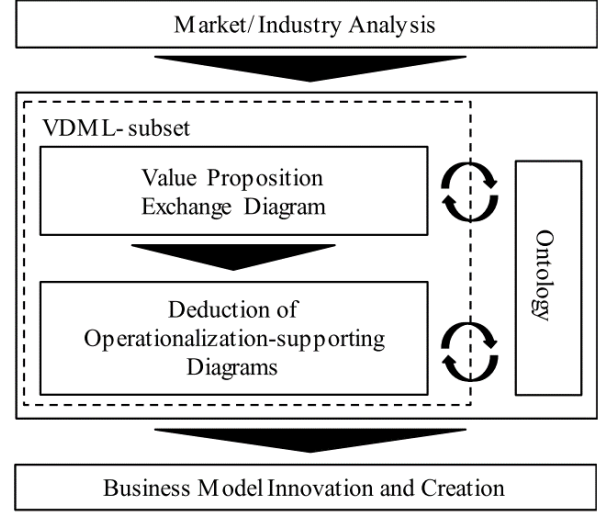 Market/Industry Analysis
VDML-subset
Value Proposition
Exchange Diagram
Ontology
Deduction of
Operationalization-supporting
Diagrams
Business Model Innovation and Creation